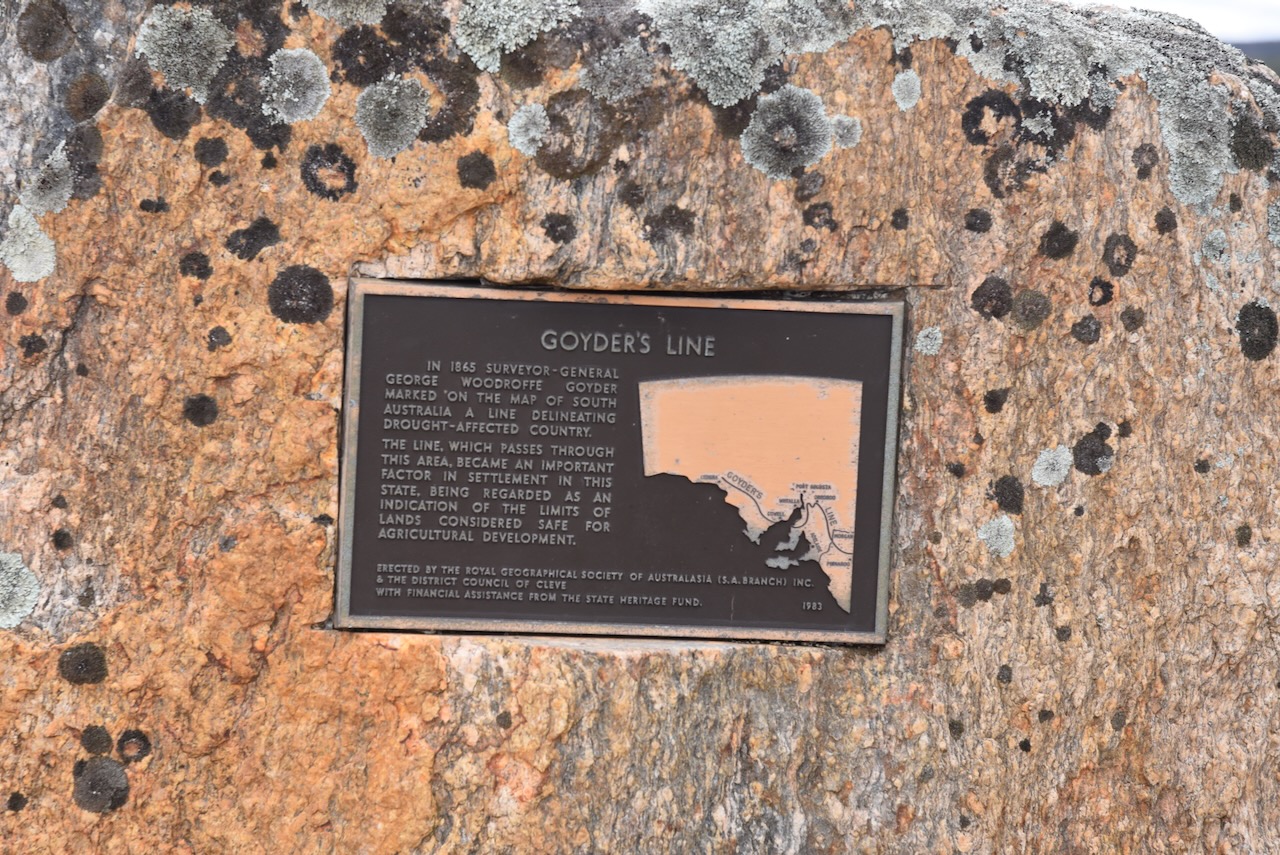 GOYDER'S LINE
IN 1865 SURVEYOR-GENERAL
GEORGE WOODROFFE GOYDER
MARKED ON THE MAP OF SOUTH
AUSTRALIA A LINE DELINEATING
DROUGHT-AFFECTED COUNTRY.
THE LINE, WHICH PASSES THROUGH
THIS AREA, BECAME AN IMPORTANT
FACTOR IN SETTLEMENT IN THIS
STATE, BEING REGARDED AS AN
INDICATION OF THE LIMITS OF
LANDS CONSIDERED SAFE FOR
AGRICULTURAL DEVELOPMENT.
GOYDER'S
LINE
PORT AUGUSTA
ERECTED BY THE ROYAL GEOGRAPHICAL SOCIETY OF AUSTRALASIA (S.A.BRANCH) INC.
& THE DISTRICT COUNCIL OF CLEVE
WITH FINANCIAL ASSISTANCE FROM THE STATE HERITAGE FUND.
1983